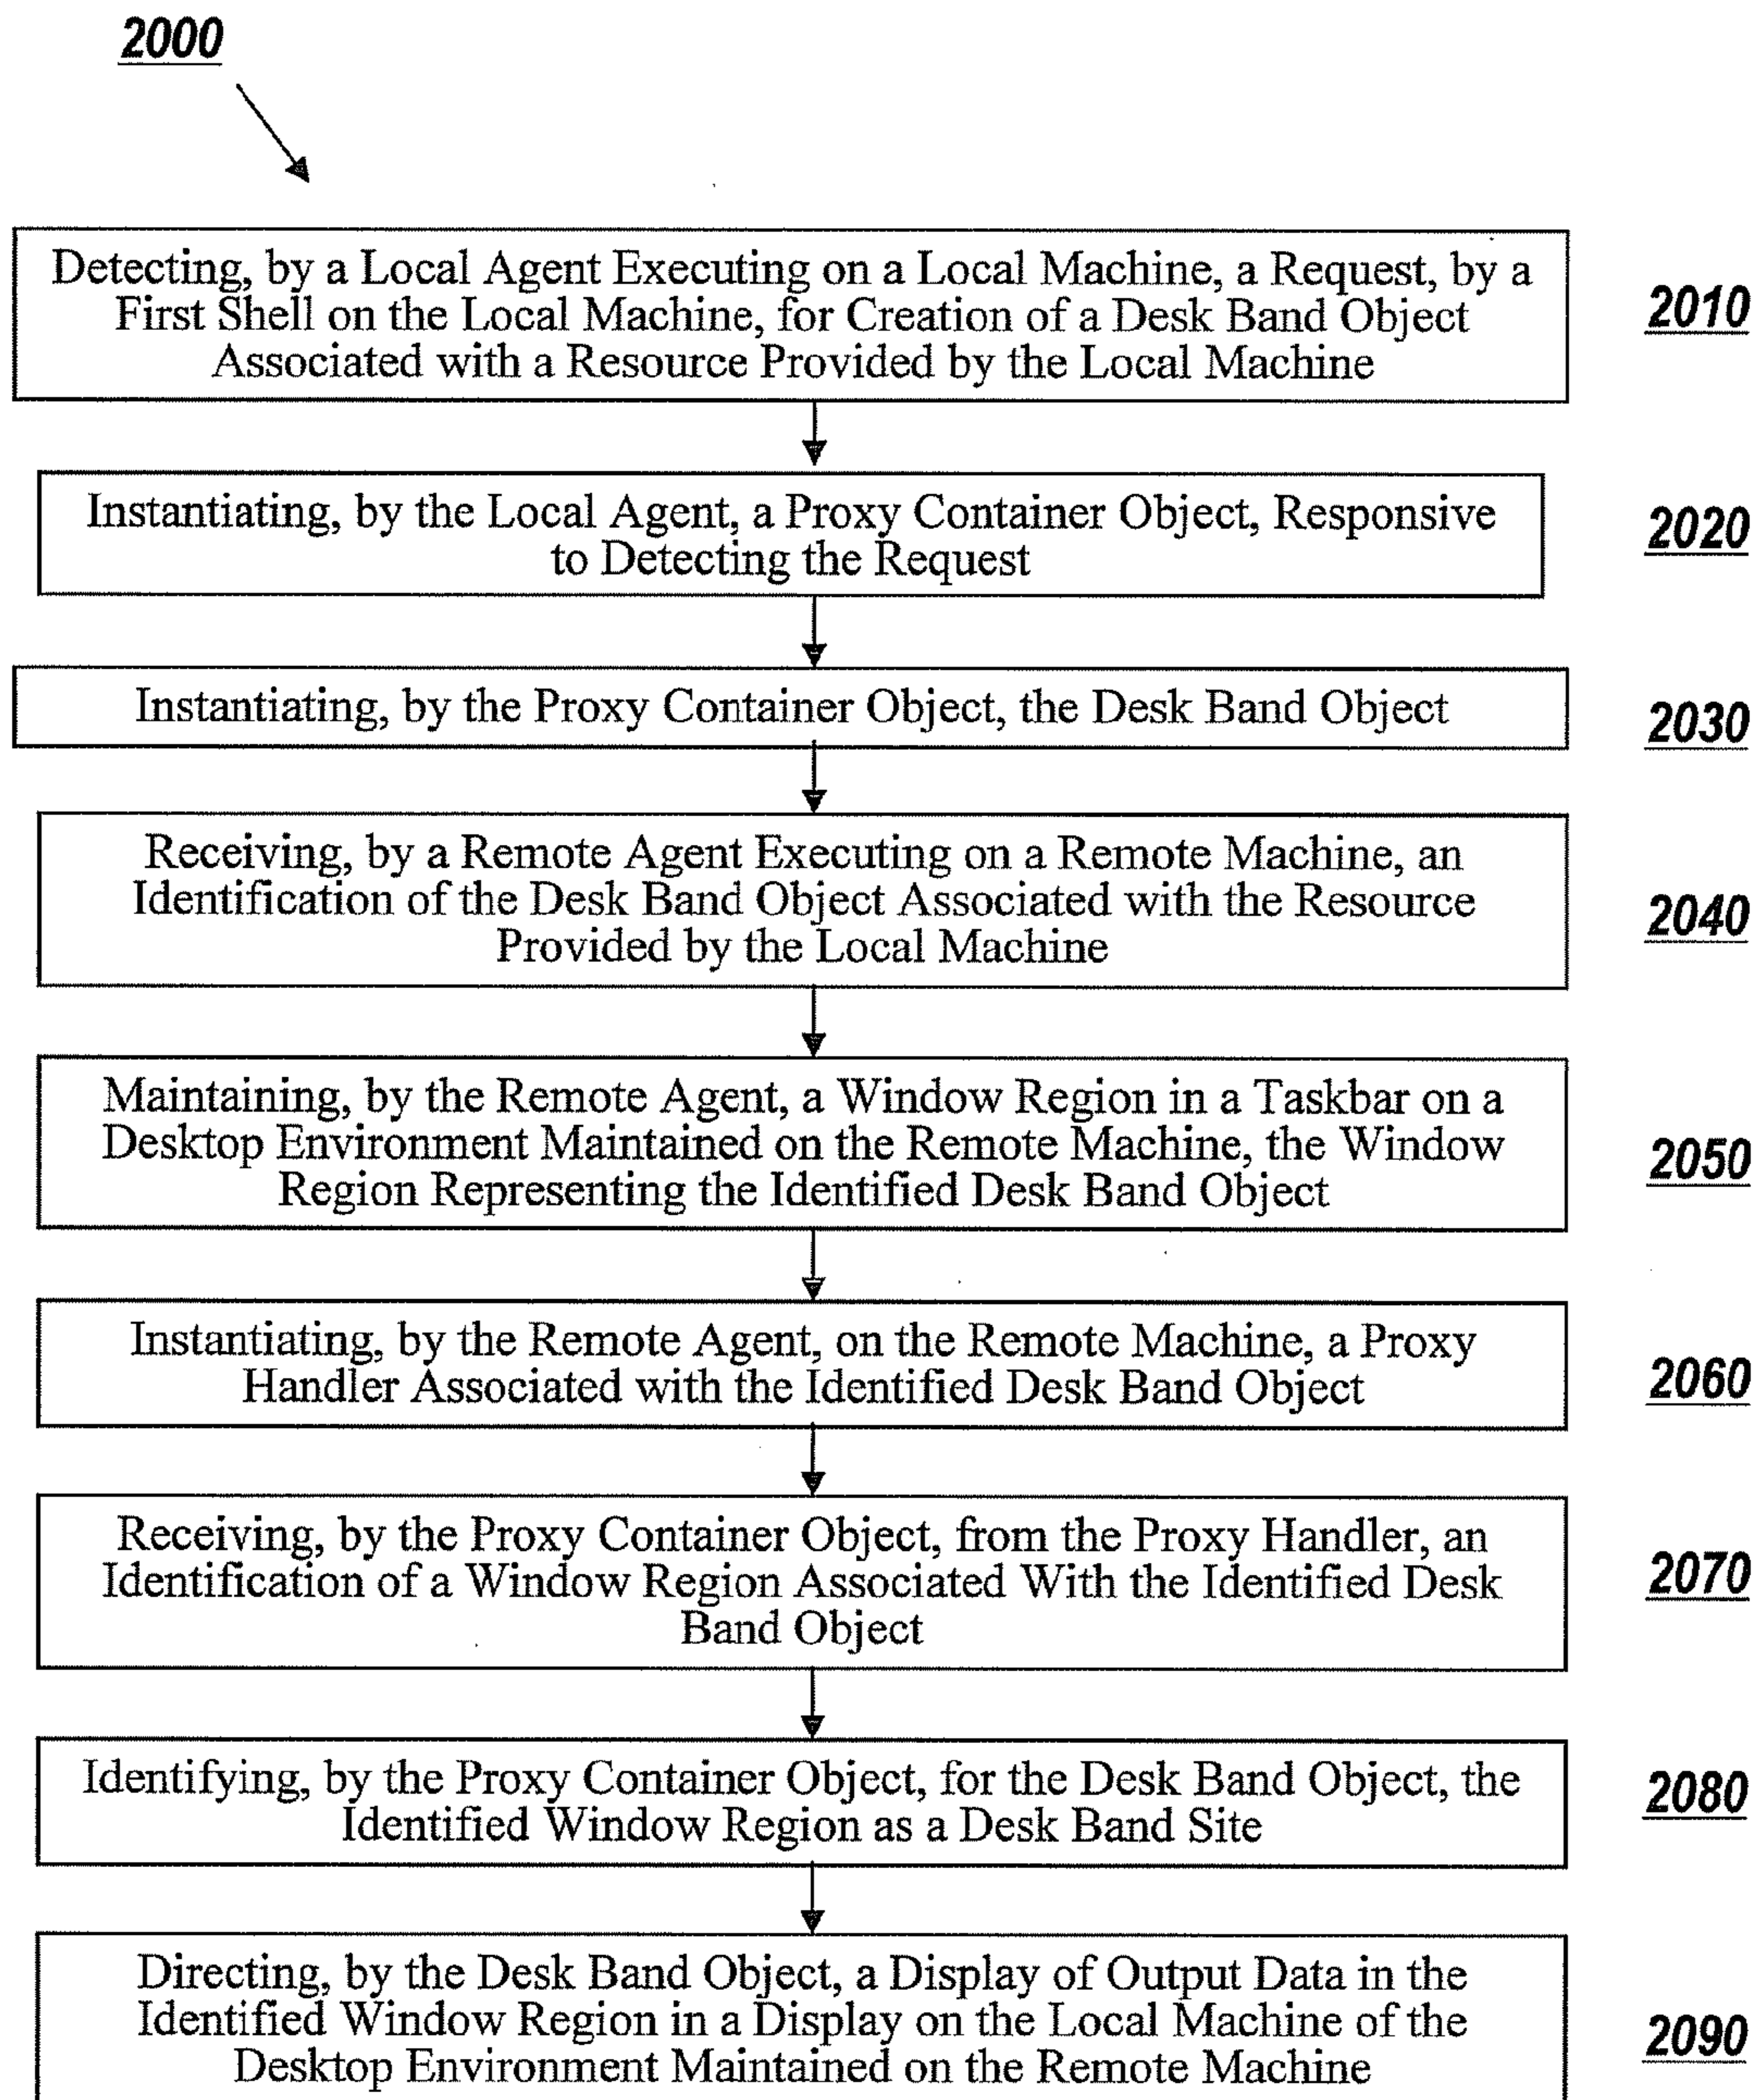 2000
Detecting, by a Local Agent Executing on a Local Machine, a Request, by a
First Shell on the Local Machine, for Creation of a Desk Band Object
Associated with a Resource Provided by the Local Machine
2010
Instantiating, by the Local Agent, a Proxy Container Object, Responsive
to Detecting the Request
2020
Instantiating, by the Proxy Container Object, the Desk Band Object
2030
Receiving, by a Remote Agent Executing on a Remote Machine, an
Identification of the Desk Band Object Associated with the Resource
Provided by the Local Machine
2040
Maintaining, by the Remote Agent, a Window Region in a Taskbar on a
Desktop Environment Maintained on the Remote Machine, the Window
Region Representing the Identified Desk Band Object
2050
Instantiating, by the Remote Agent, on the Remote Machine, a Proxy
Handler Associated with the Identified Desk Band Object
2060
Receiving, by the Proxy Container Object, from the Proxy Handler, an
Identification of a Window Region Associated With the Identified Desk
Band Object
2070
Identifying, by the Proxy Container Object, for the Desk Band Object, the
Identified Window Region as a Desk Band Site
2080
Directing, by the Desk Band Object, a Display of Output Data in the
Identified Window Region in a Display on the Local Machine of the
Desktop Environment Maintained on the Remote Machine
2090